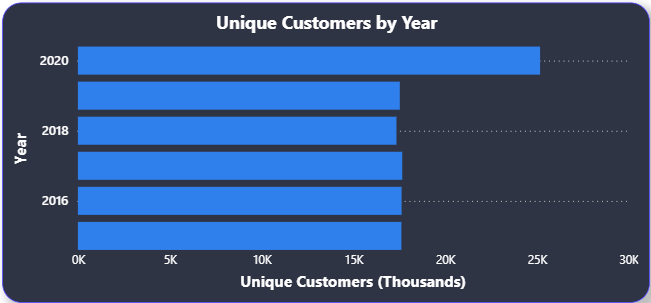 Unique Customers by Year
2020
2018
2016
Year
0K 5K 10K 15K 20K 25K 30K
Unique Customers (Thousands)